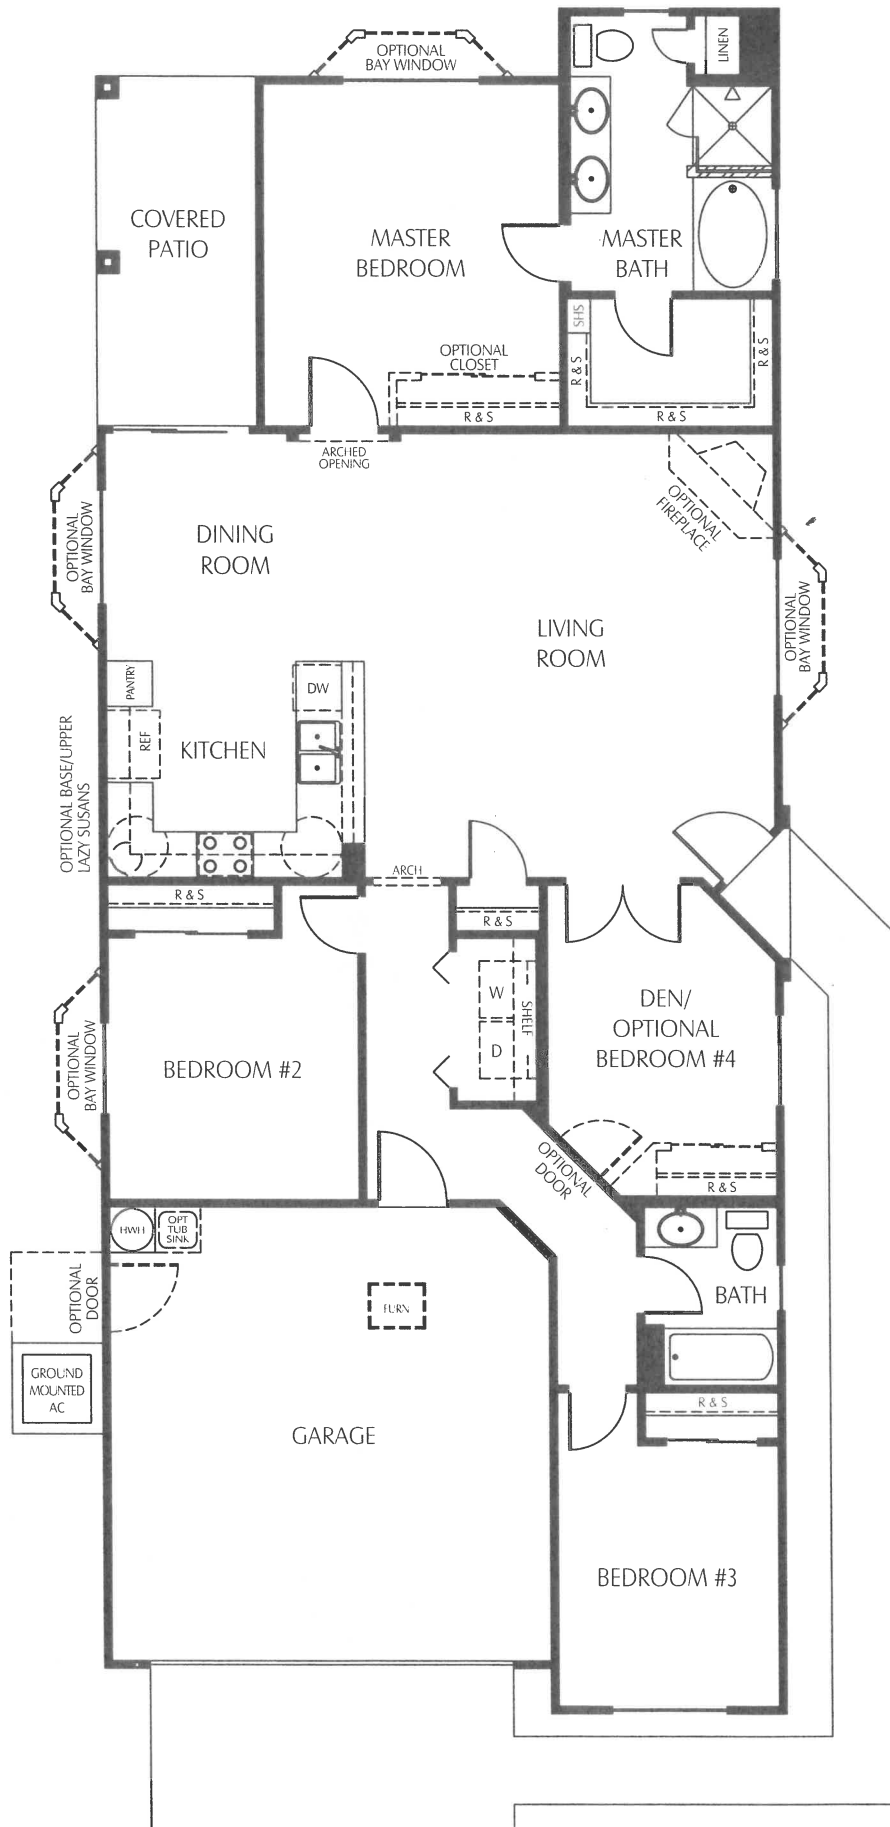 OPTIONAL
BAY WINDOW
LINEN
COVERED
PATIO
MASTER
BEDROOM
MASTER
BATH
SHS
R & S
R & S
R & S
OPTIONAL
CLOSET
R & S
ARCHED
OPENING
OPTIONAL
FIREPLACE
OPTIONAL
BAY WINDOW
DINING
ROOM
LIVING
ROOM
OPTIONAL
BAY WINDOW
PANTRY
DW
REF
KITCHEN
OPTIONAL BASE/UPPER
LAZY SUSANS
ARCH
R & S
R & S
W
D
SHELF
DEN/
OPTIONAL
BEDROOM #4
OPTIONAL
BAY WINDOW
BEDROOM #2
OPTIONAL
DOOR
R & S
HWH
OPT
TUB
SINK
OPTIONAL
DOOR
FURN
BATH
GROUND
MOUNTED
AC
R & S
GARAGE
BEDROOM #3